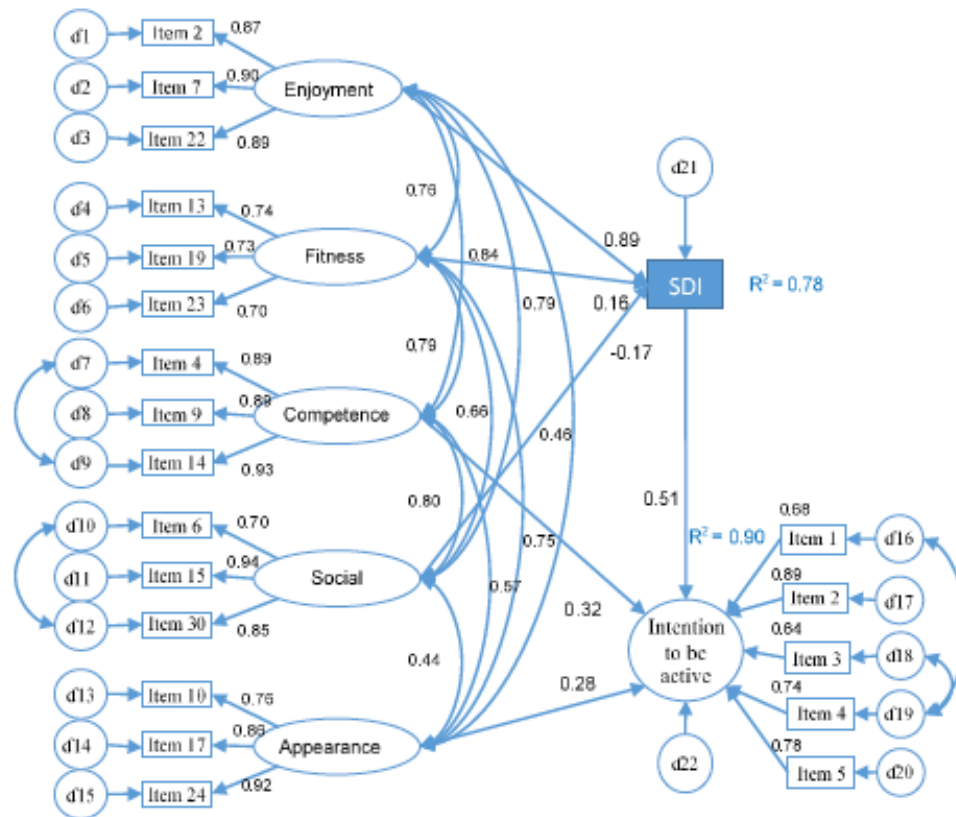 d1
Item 2
0.87
d2
Item 7
0.90
Enjoyment
d3
Item 22
0.89
d4
Item 13
0.74
d5
Item 19
0.73
Fitness
d6
Item 23
0.70
d7
Item 4
0.89
d8
Item 9
0.89
Competence
d9
Item 14
0.93
d10
Item 6
0.70
d11
Item 15
0.94
Social
d12
Item 30
0.85
d13
Item 10
0.76
d14
Item 17
0.86
Appearance
d15
Item 24
0.92
0.76
0.84
0.79
0.79
0.66
0.46
0.80
0.75
0.57
0.44
0.89
0.16
-0.17
0.32
0.28
d21
SDI
R² = 0.78
0.51
R² = 0.90
Intention
to be
active
d22
0.68
Item 1
d16
0.89
Item 2
d17
0.64
Item 3
d18
0.74
Item 4
d19
0.78
Item 5
d20